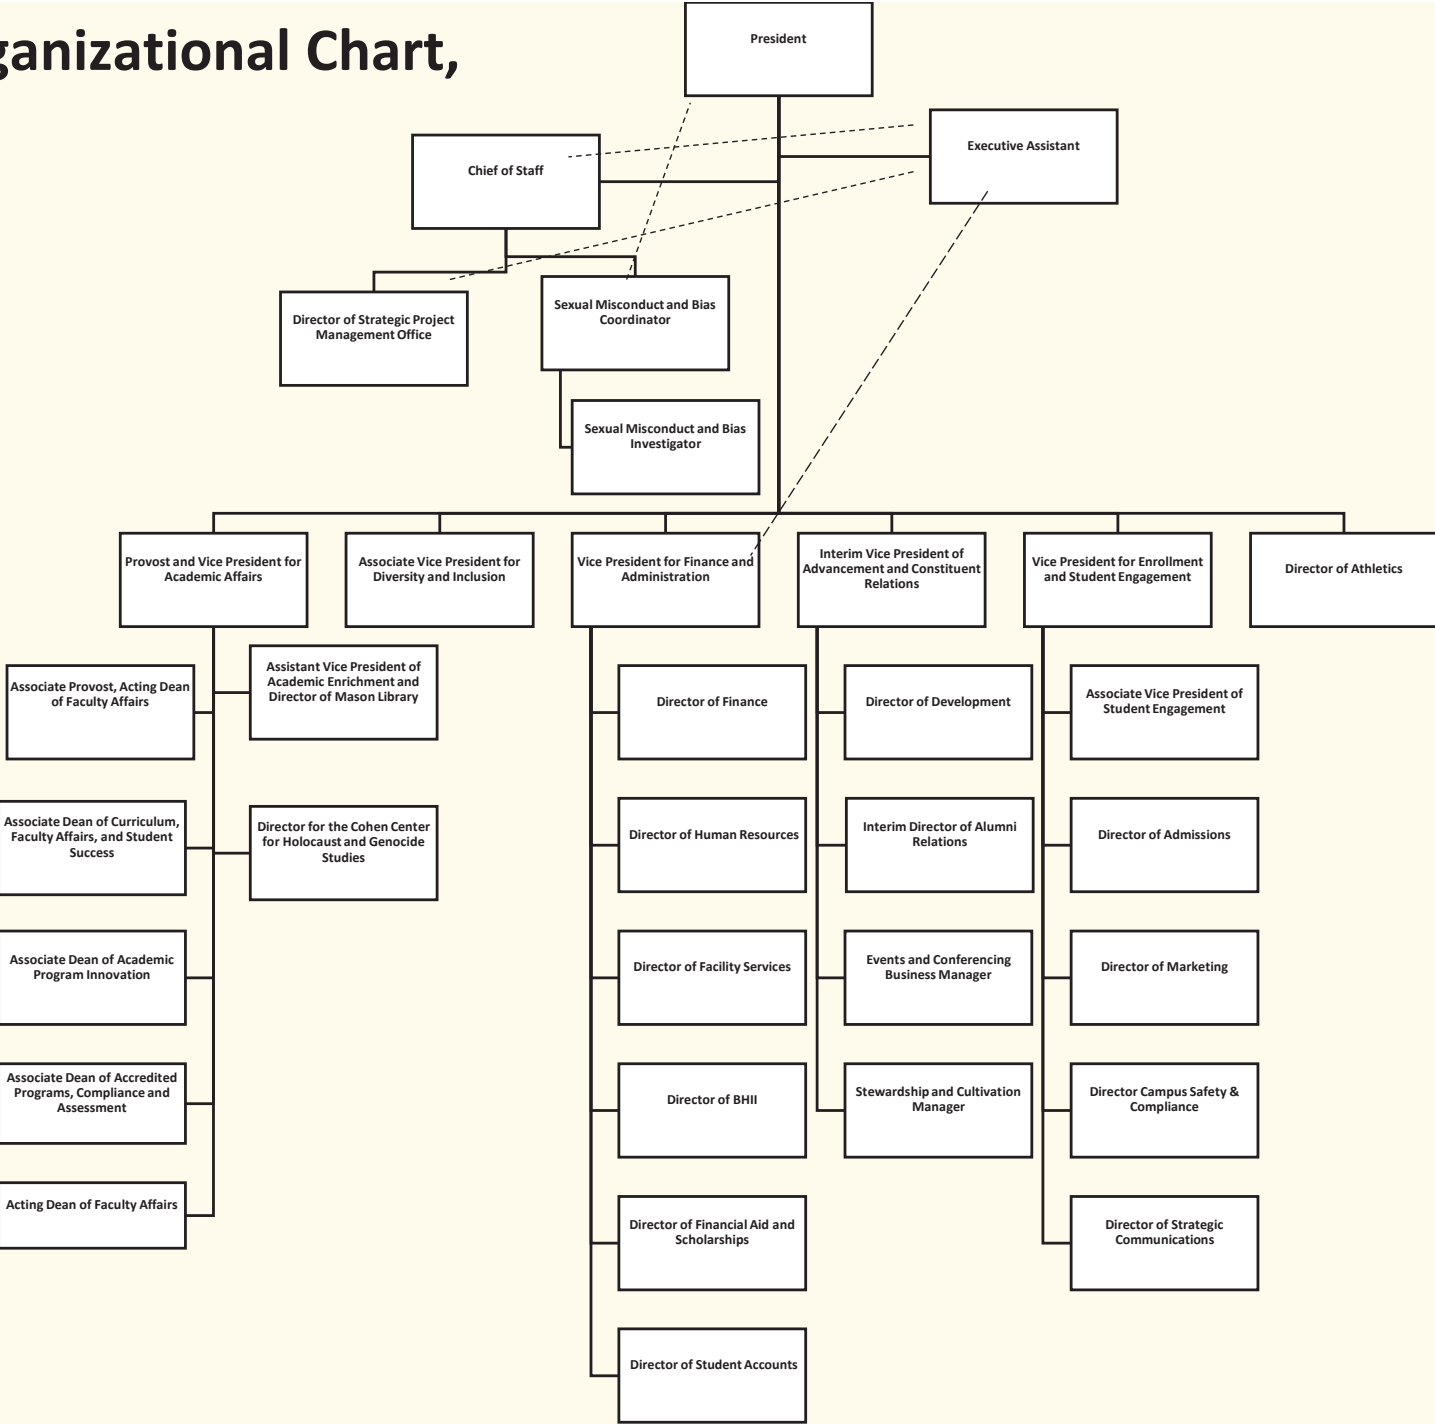 ganizational Chart,
President
Executive Assistant
Chief of Staff
Director of Strategic Project
Management Office
Sexual Misconduct and Bias
Coordinator
Sexual Misconduct and Bias
Investigator
Provost and Vice President for
Academic Affairs
Associate Vice President for
Diversity and Inclusion
Vice President for Finance and
Administration
Interim Vice President of
Advancement and Constituent
Relations
Vice President for Enrollment
and Student Engagement
Director of Athletics
Associate Provost, Acting Dean
of Faculty Affairs
Assistant Vice President of
Academic Enrichment and
Director of Mason Library
Associate Dean of Curriculum,
Faculty Affairs, and Student
Success
Director for the Cohen Center
for Holocaust and Genocide
Studies
Associate Dean of Academic
Program Innovation
Associate Dean of Accredited
Programs, Compliance and
Assessment
Acting Dean of Faculty Affairs
Director of Finance
Director of Human Resources
Director of Facility Services
Director of BHII
Director of Financial Aid and
Scholarships
Director of Student Accounts
Director of Development
Interim Director of Alumni
Relations
Events and Conferencing
Business Manager
Stewardship and Cultivation
Manager
Associate Vice President of
Student Engagement
Director of Admissions
Director of Marketing
Director Campus Safety &
Compliance
Director of Strategic
Communications